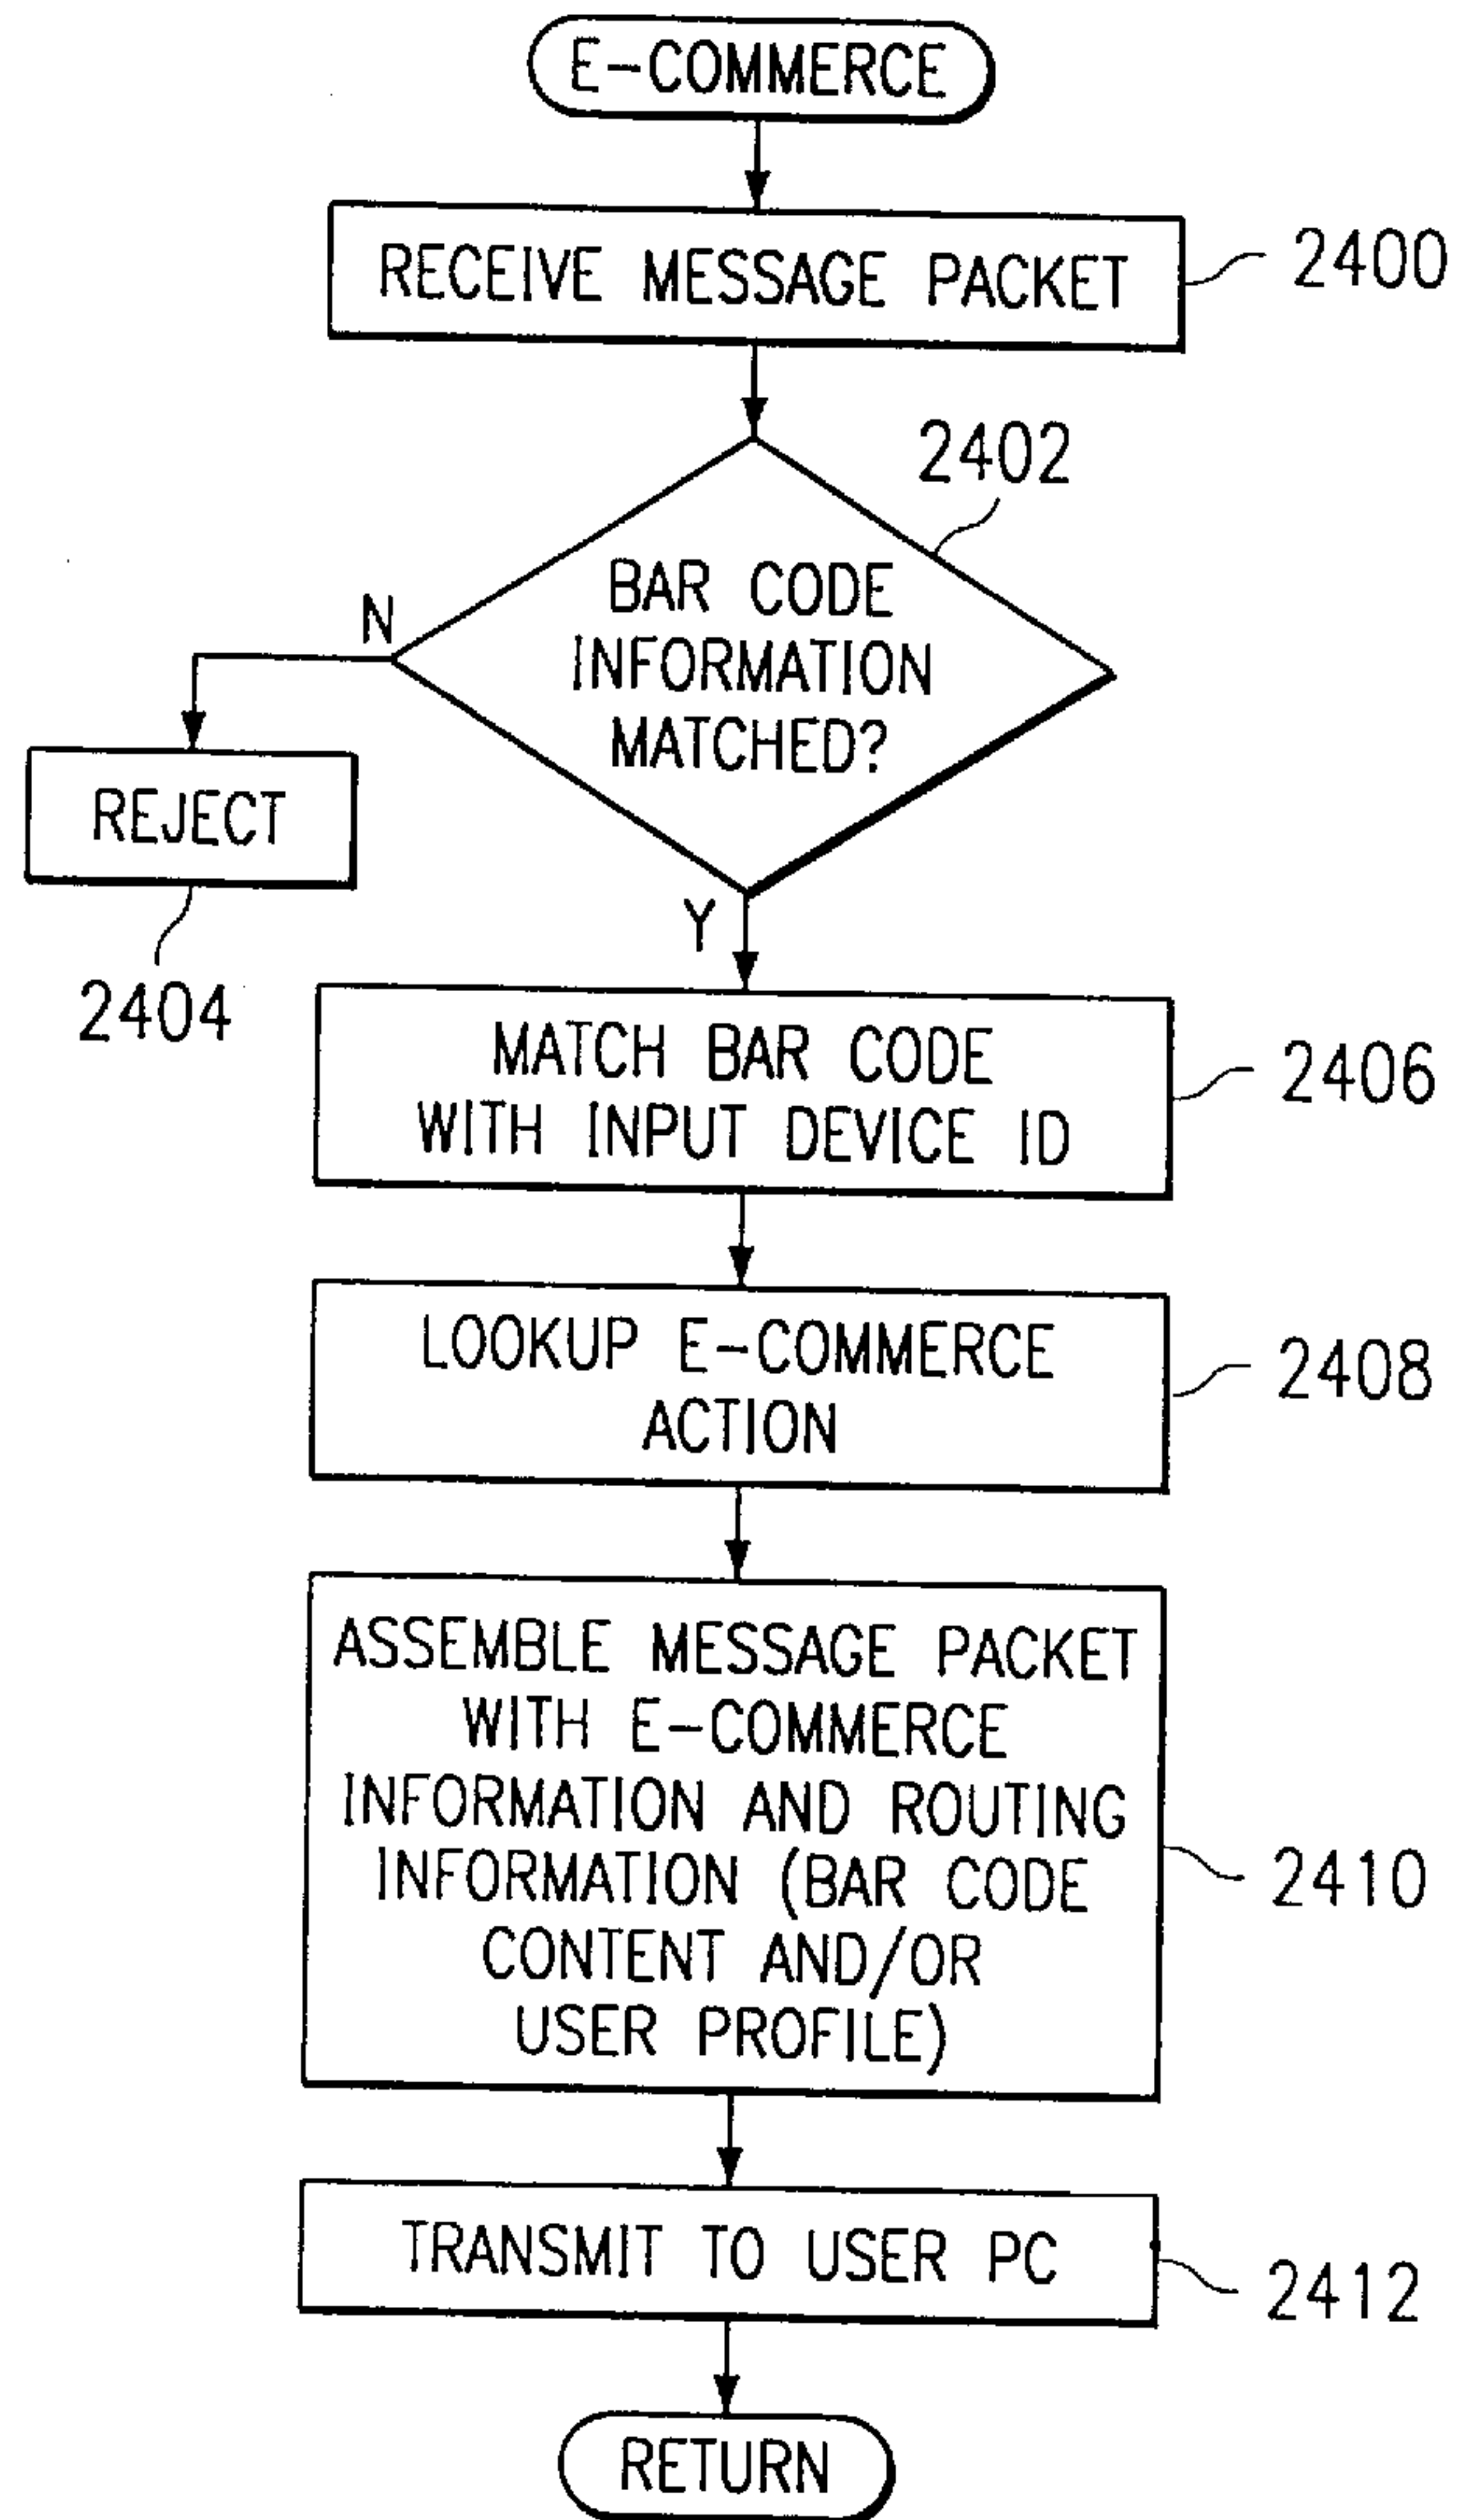 E-COMMERCE
RECEIVE MESSAGE PACKET
2400
2402
BAR CODE
INFORMATION
MATCHED?
N
REJECT
2404
Y
MATCH BAR CODE
WITH INPUT DEVICE ID
2406
LOOKUP E-COMMERCE
ACTION
2408
ASSEMBLE MESSAGE PACKET
WITH E-COMMERCE
INFORMATION AND ROUTING
INFORMATION (BAR CODE
CONTENT AND/OR
USER PROFILE)
2410
TRANSMIT TO USER PC
2412
RETURN